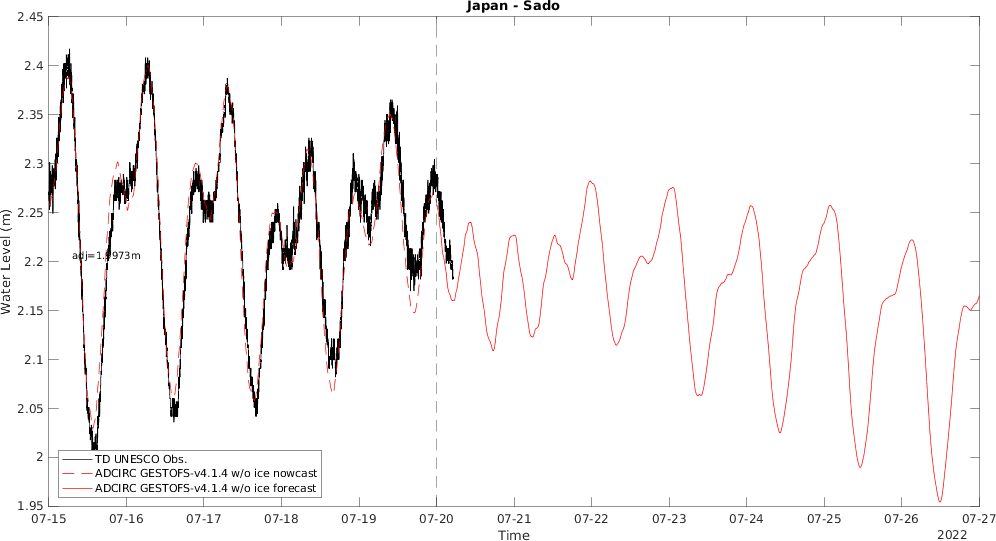 Japan - Sado
Water Level (m)
2.45
2.4
2.35
2.3
2.25
2.2
2.15
2.1
2.05
2
1.95
adj=1.9973m
TD UNESCO Obs.
ADCIRC GESTOFS-v4.1.4 w/o ice nowcast
ADCIRC GESTOFS-v4.1.4 w/o ice forecast
07-15 07-16 07-17 07-18 07-19 07-20 07-21 07-22 07-23 07-24 07-25 07-26 07-27
Time
2022